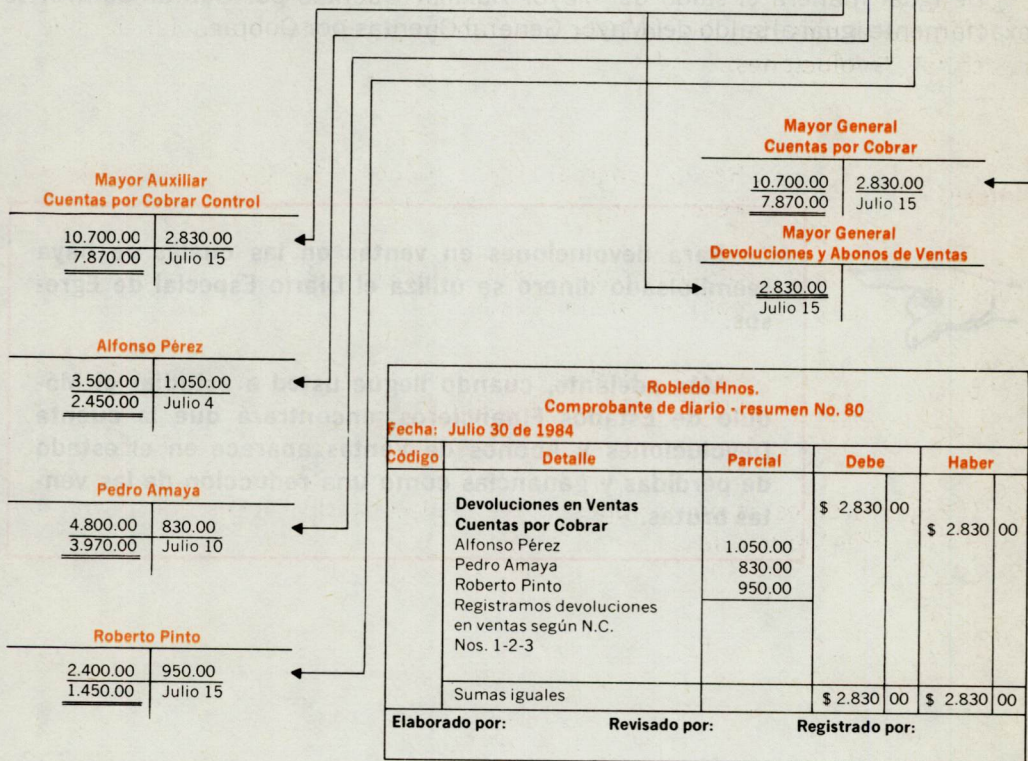 Mayor General
Cuentas por Cobrar
10.700.00 2.830.00
7.870.00 Julio 15
Mayor Auxiliar
Cuentas por Cobrar Control
10.700.00 2.830.00
7.870.00 Julio 15
Mayor General
Devoluciones y Abonos de Ventas
2.830.00
Julio 15
Alfonso Pérez
3.500.00 1.050.00
2.450.00 Julio 4
Pedro Amaya
4.800.00 830.00
3.970.00 Julio 10
Roberto Pinto
2.400.00 950.00
1.450.00 Julio 15
Robledo Hnos.
Comprobante de diario - resumen No. 80
Fecha: Julio 30 de 1984
Código Detalle Parcial Debe Haber
Devoluciones en Ventas $ 2.830 00
Cuentas por Cobrar $ 2.830 00
Alfonso Pérez 1.050.00
Pedro Amaya 830.00
Roberto Pinto 950.00
Registramos devoluciones
en ventas según N.C.
Nos. 1-2-3
Sumas iguales $ 2.830 00 $ 2.830 00
Elaborado por: Revisado por: Registrado por: